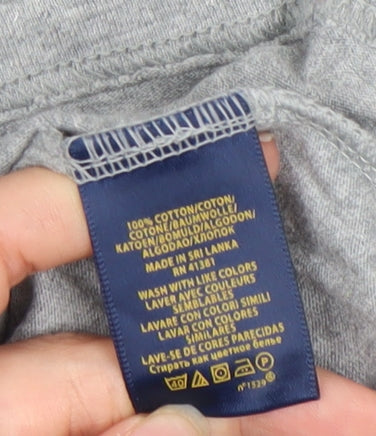 100% COTTON/COTON/
COTONE/BAUMWOLLE/
KATOEN/BOMULD/ALGODON/
ALGODAO/ХЛОПОК
MADE IN SRI LANKA
RN 41381
WASH WITH LIKE COLORS
LAVER AVEC COULEURS
SEMBLABLES
LAVARE CON COLORI SIMILI
LAVAR CON COLORES
SIMILARES
LAVE-SE DE CORES PARECIDAS
Стирать как цветное белье
40 P
n°1529